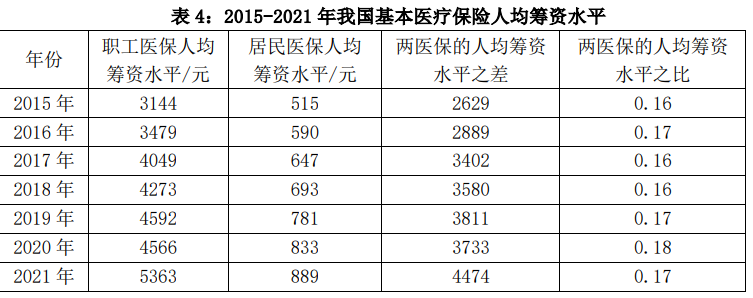 表 4：2015-2021 年我国基本医疗保险人均筹资水平
年份 职工医保人均筹资水平/元 居民医保人均筹资水平/元 两医保的人均筹资水平之差 两医保的人均筹资水平之比
2015 年 3144 515 2629 0.16
2016 年 3479 590 2889 0.17
2017 年 4049 647 3402 0.16
2018 年 4273 693 3580 0.16
2019 年 4592 781 3811 0.17
2020 年 4566 833 3733 0.18
2021 年 5363 889 4474 0.17